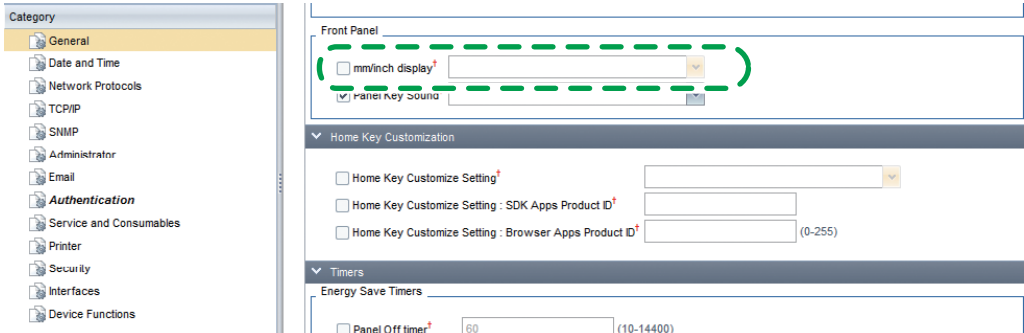 Category
General
Date and Time
Network Protocols
TCP/IP
SNMP
Administrator
Email
Authentication
Service and Consumables
Printer
Security
Interfaces
Device Functions
Front Panel
mm/inch display†
Panel Key Sound
Home Key Customization
Home Key Customize Setting†
Home Key Customize Setting : SDK Apps Product ID†
Home Key Customize Setting : Browser Apps Product ID† (0-255)
Timers
Energy Save Timers
Panel Off timer† 60 (10-14400)